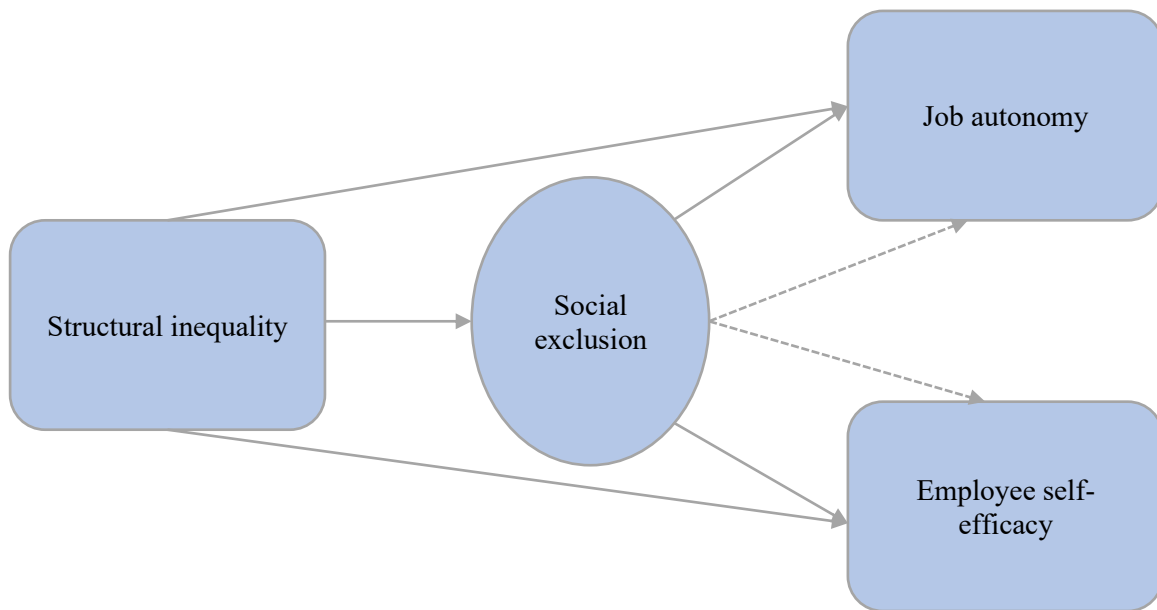 Job autonomy
Structural inequality
Social
exclusion
Employee self-
efficacy